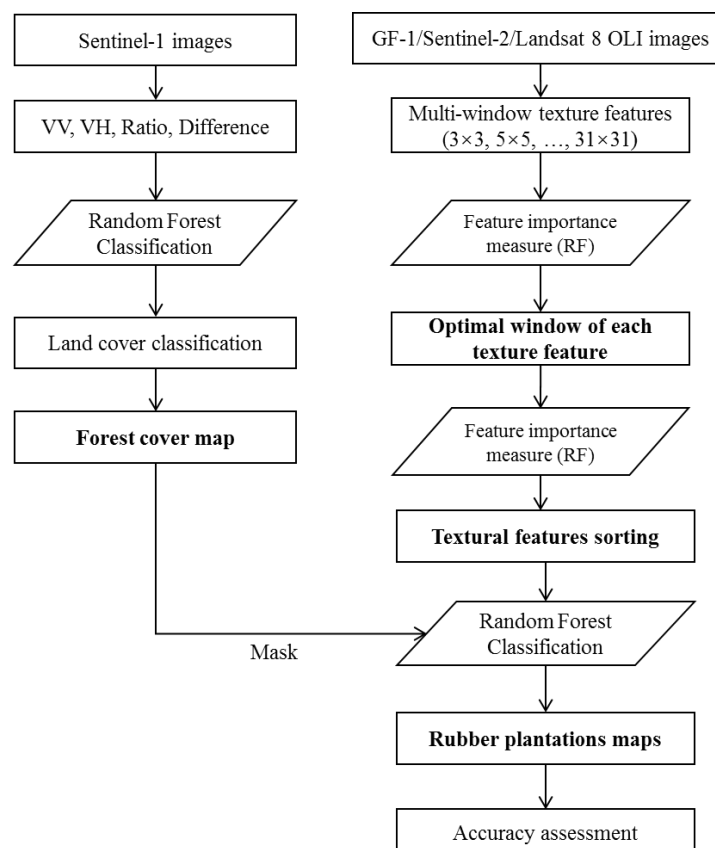 Sentinel-1 images
VV, VH, Ratio, Difference
Random Forest
Classification
Land cover classification
Forest cover map
Mask
GF-1/Sentinel-2/Landsat 8 OLI images
Multi-window texture features
(3×3, 5×5, …, 31×31)
Feature importance
measure (RF)
Optimal window of each
texture feature
Feature importance
measure (RF)
Textural features sorting
Random Forest
Classification
Rubber plantations maps
Accuracy assessment